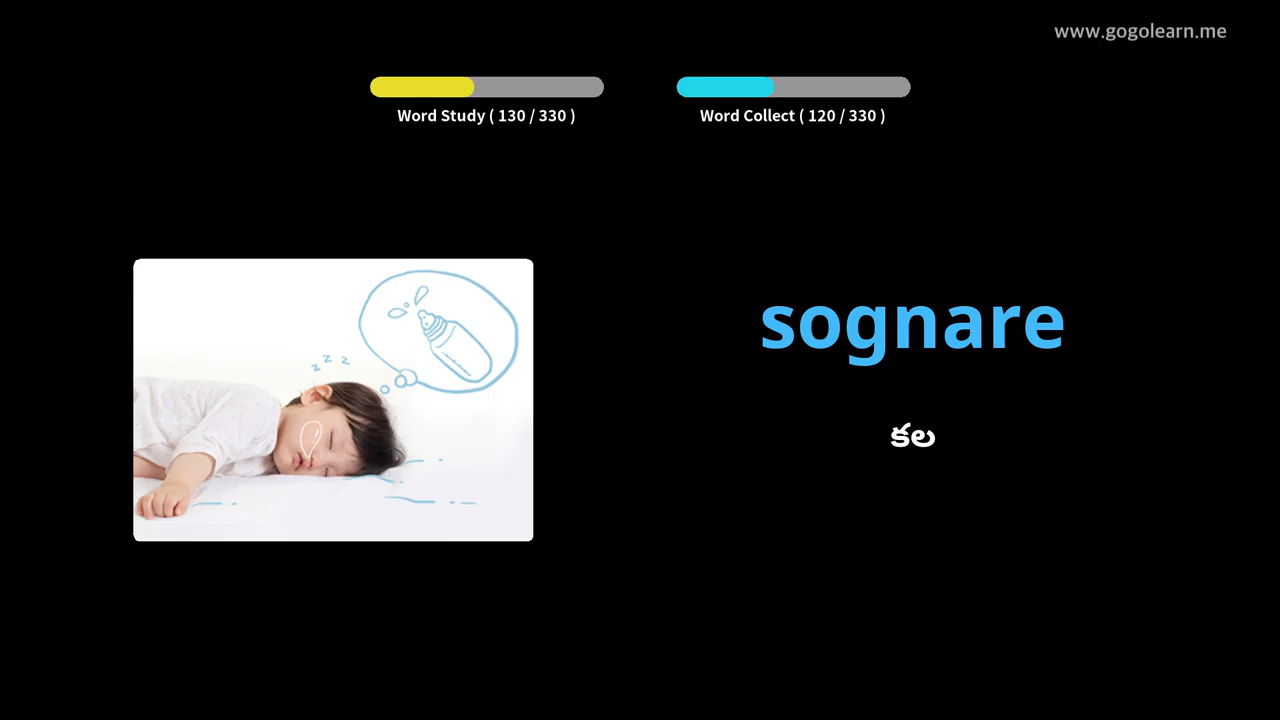 www.gogolearn.me
Word Study ( 130 / 330 )
Word Collect ( 120 / 330 )
z z z
sognare
కల